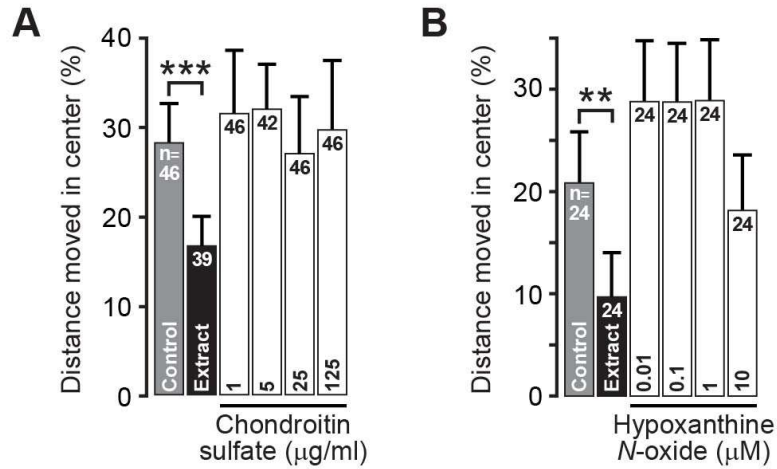 A
Distance moved in center (%)
40
30
20
10
0
***
n=
46
Control
39
Extract
46
1
42
5
46
25
46
125
Chondroitin
sulfate (μg/ml)
B
Distance moved in center (%)
30
20
10
0
**
n=
24
Control
24
Extract
24
0.01
24
0.1
24
1
24
10
Hypoxanthine
N-oxide (μM)